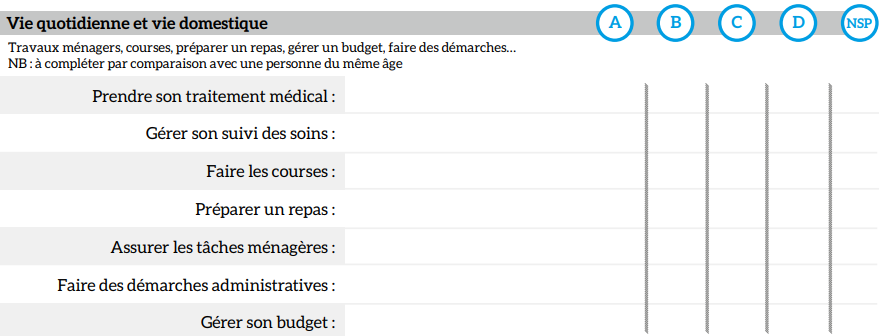 Vie quotidienne et vie domestique A B C D NSP
Travaux ménagers, courses, préparer un repas, gérer un budget, faire des démarches…
NB : à compléter par comparaison avec une personne du même âge
Prendre son traitement médical :
Gérer son suivi des soins :
Faire les courses :
Préparer un repas :
Assurer les tâches ménagères :
Faire des démarches administratives :
Gérer son budget :